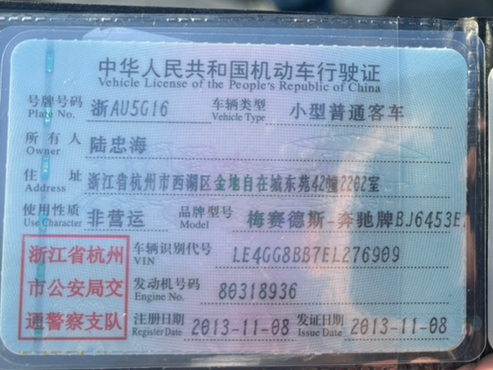 中华人民共和国机动车行驶证
Vehicle License of the People's Republic of China
号牌号码 浙AU5G16 车辆类型 小型普通客车
Plate No. Vehicle Type
所有人 陆忠海
Owner
住址 浙江省杭州市西湖区金地自在城东苑42幢2202室
Address
使用性质 非营运 品牌型号 梅赛德斯-奔驰牌BJ6453E
Use Character Model
浙江省杭州
市公安局交
通警察支队
车辆识别代号 LE4GG8BB7EL276909
VIN
发动机号码 80318936
Engine No.
注册日期 2013-11-08 发证日期 2013-11-08
Register Date Issue Date